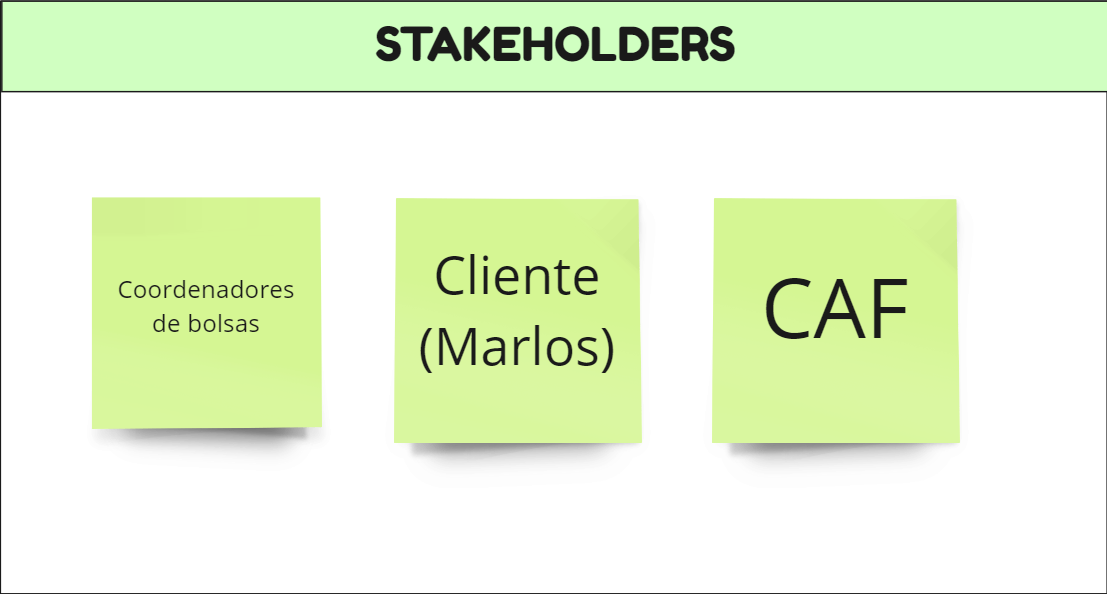 STAKEHOLDERS
Coordenadores
de bolsas
Cliente
(Marlos)
CAF